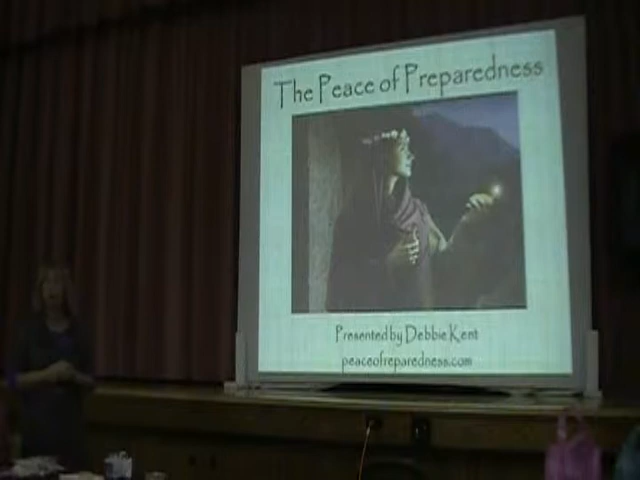 The Peace of Preparedness
Presented by Debbie Kent
peaceofpreparedness.com